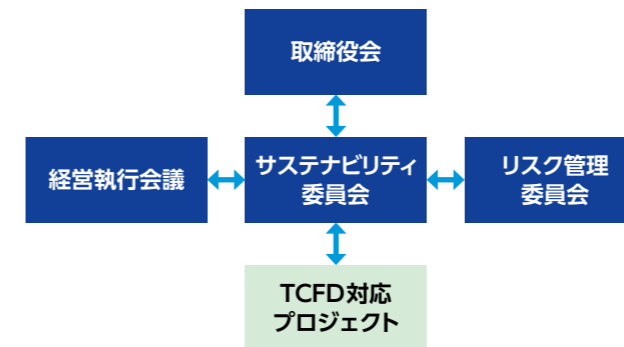 取締役会
経営執行会議
サステナビリティ
委員会
リスク管理
委員会
TCFD対応
プロジェクト